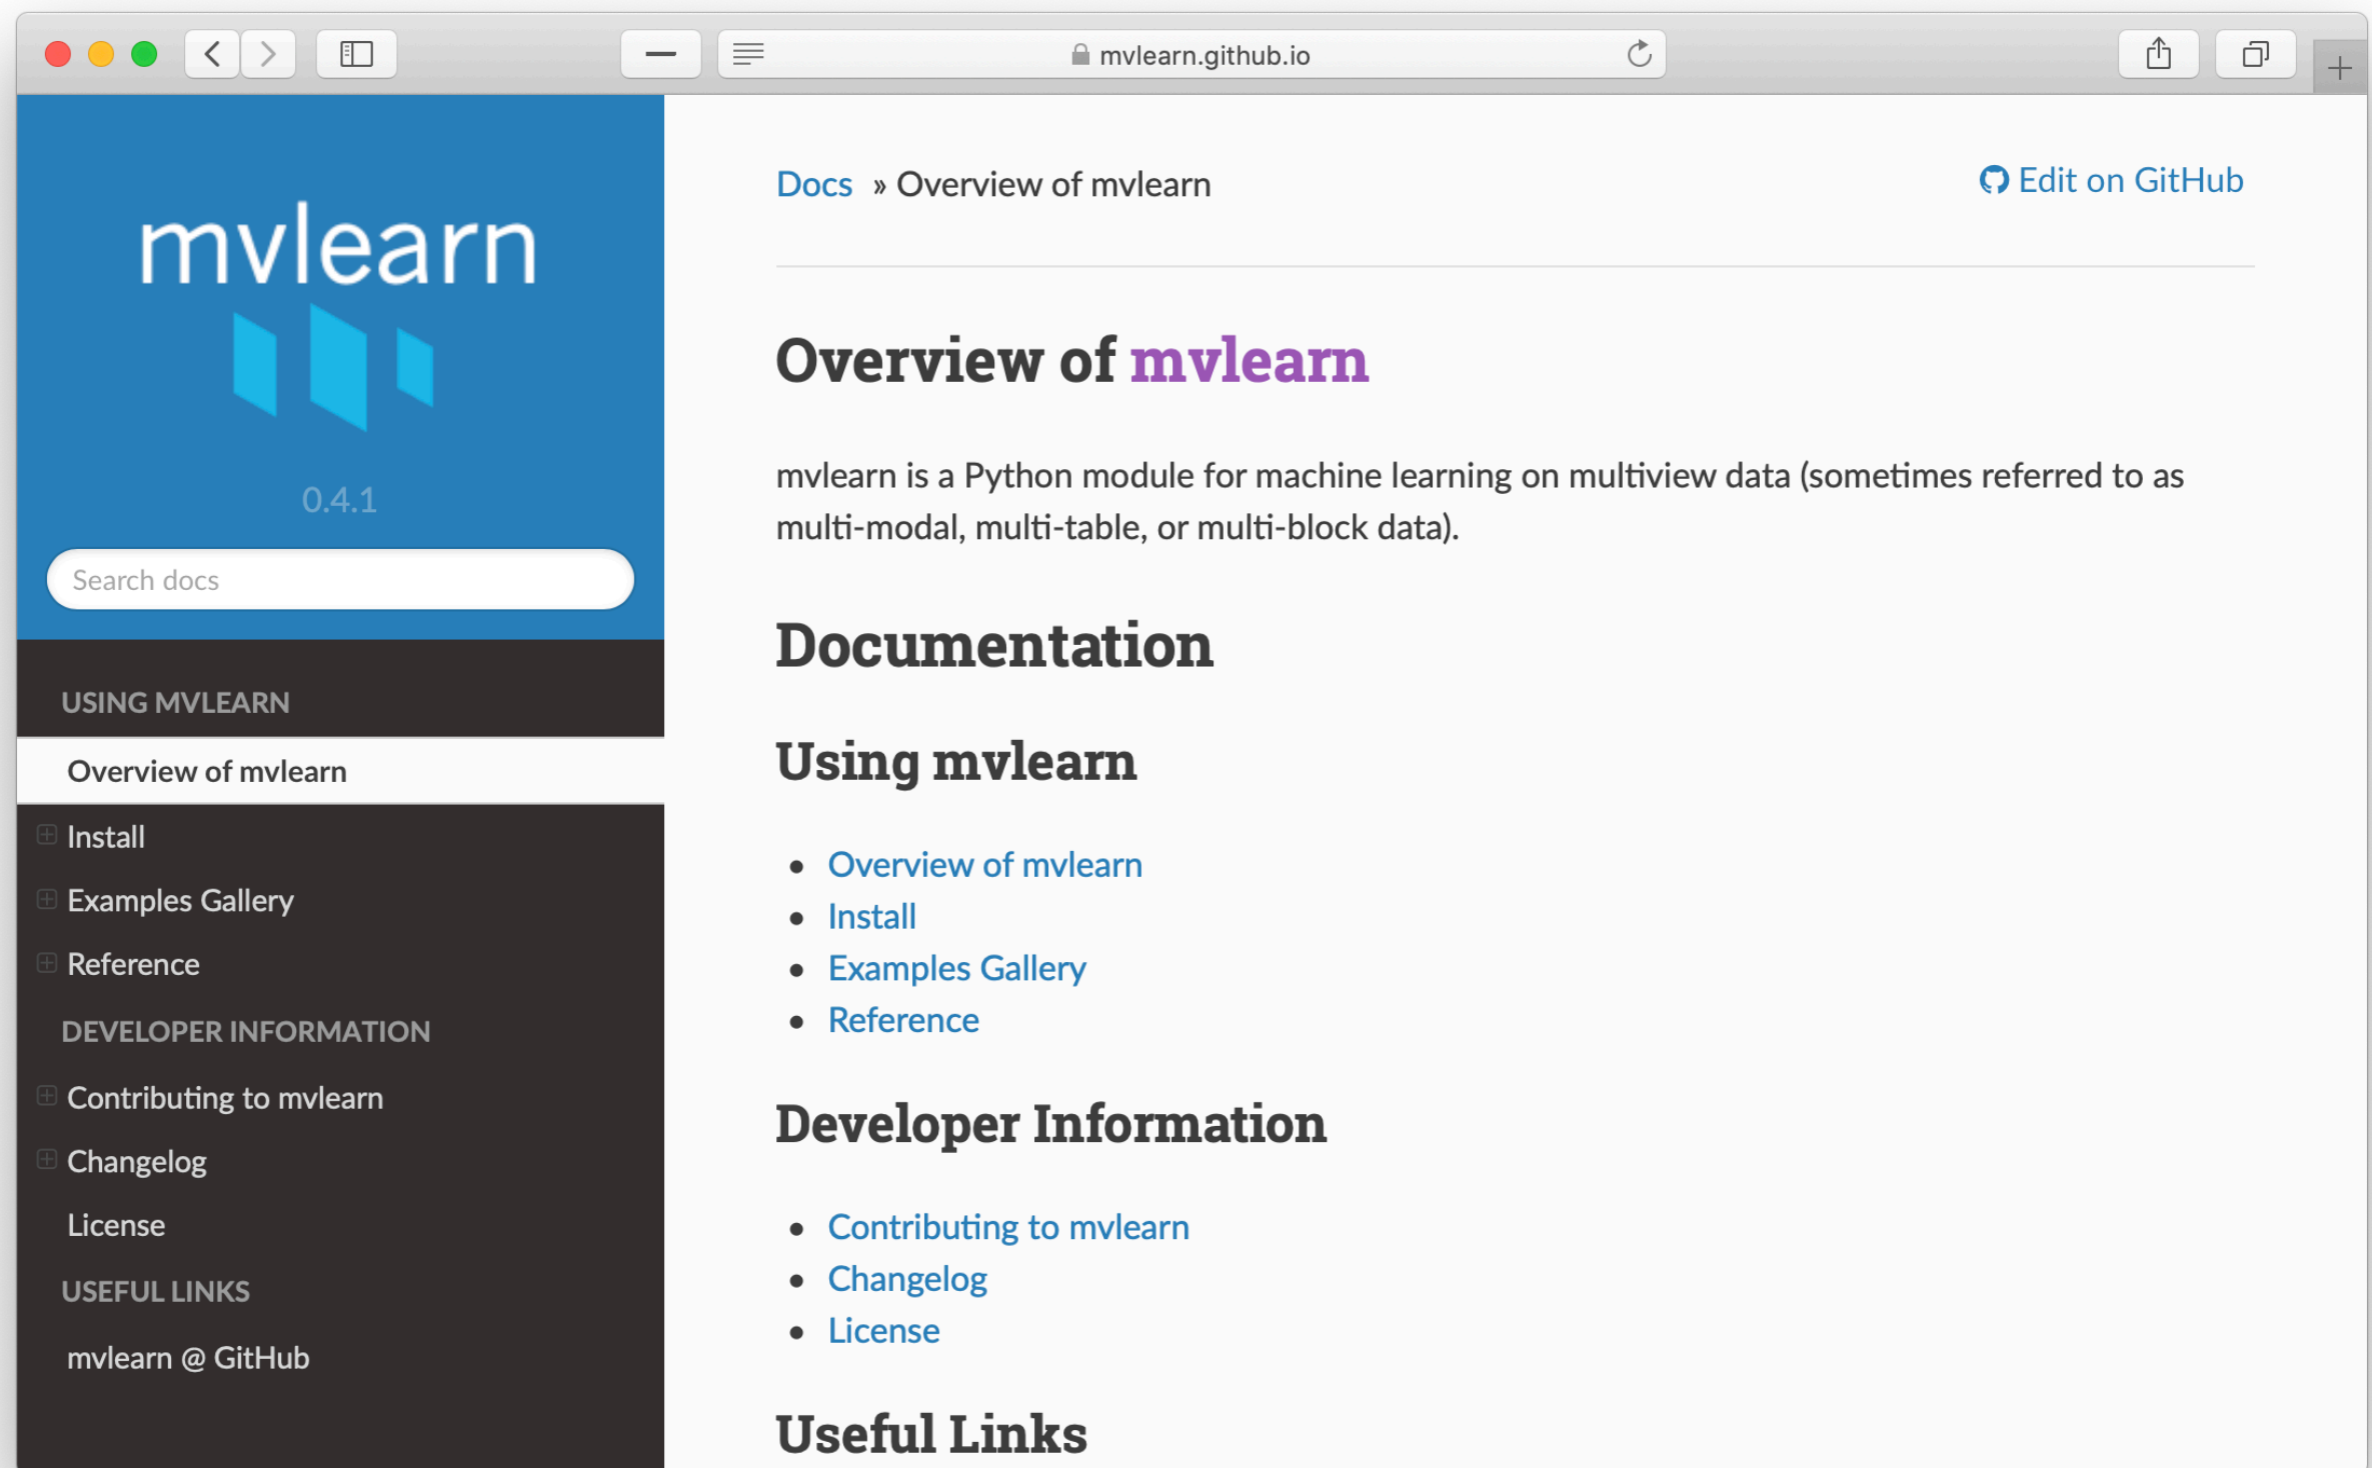 mvlearn.github.io
mvlearn
0.4.1
Search docs
USING MVLEARN
Overview of mvlearn
Install
Examples Gallery
Reference
DEVELOPER INFORMATION
Contributing to mvlearn
Changelog
License
USEFUL LINKS
mvlearn @ GitHub
Docs » Overview of mvlearn
Edit on GitHub
Overview of mvlearn
mvlearn is a Python module for machine learning on multiview data (sometimes referred to as
multi-modal, multi-table, or multi-block data).
Documentation
Using mvlearn
• Overview of mvlearn
• Install
• Examples Gallery
• Reference
Developer Information
• Contributing to mvlearn
• Changelog
• License
Useful Links